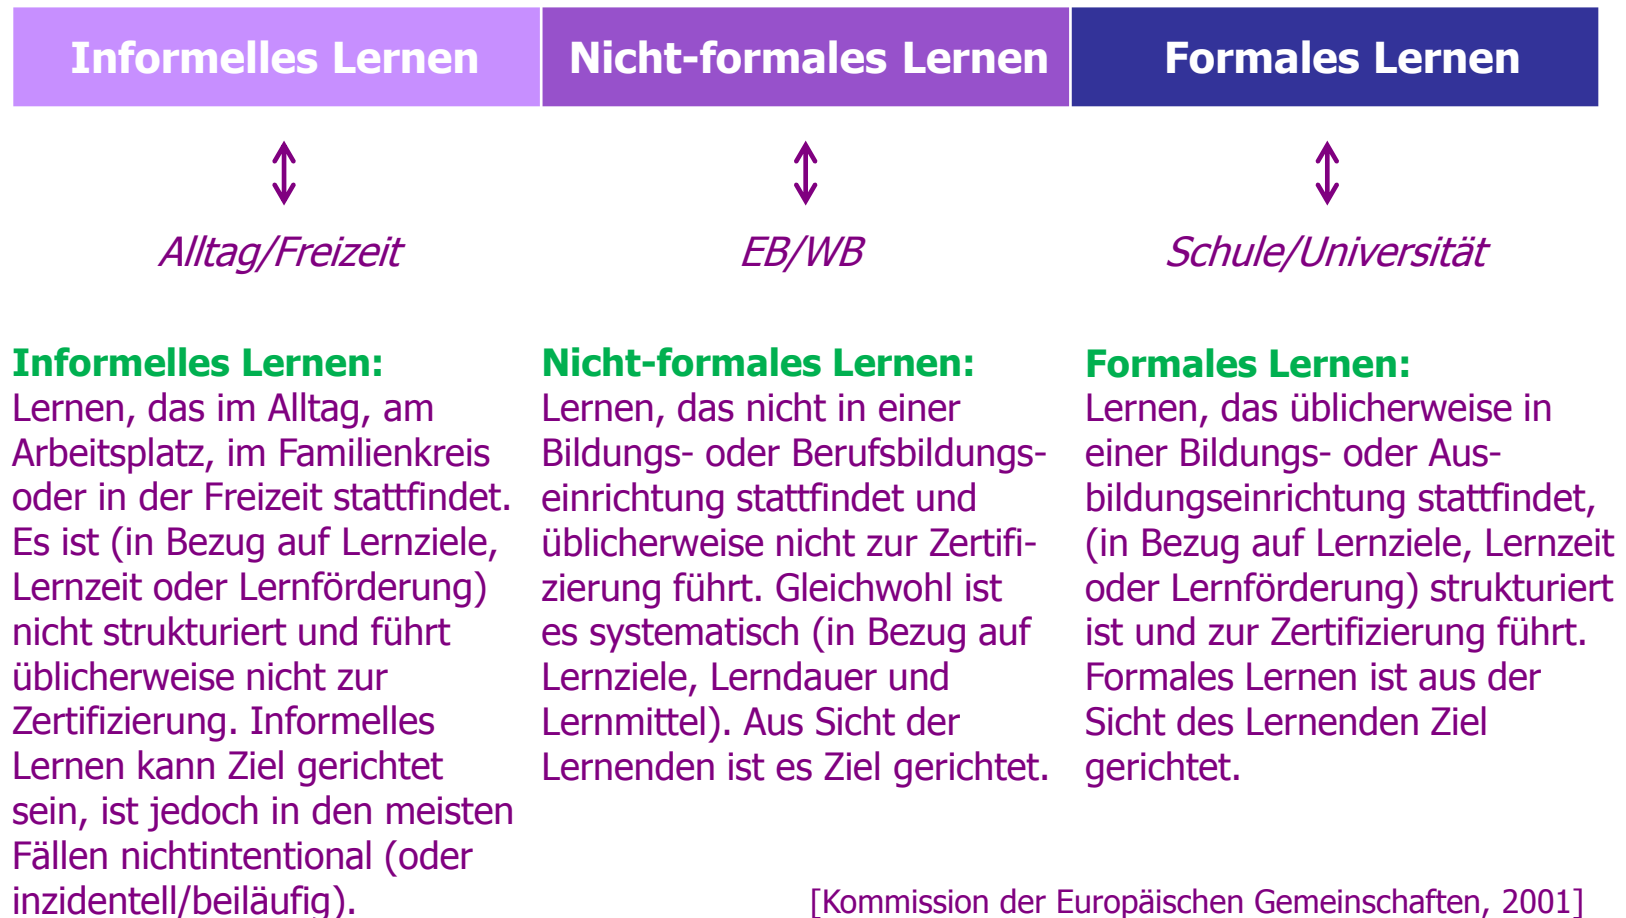 Informelles Lernen
Nicht-formales Lernen
Formales Lernen
Alltag/Freizeit
EB/WB
Schule/Universität
Informelles Lernen:
Lernen, das im Alltag, am
Arbeitsplatz, im Familienkreis
oder in der Freizeit stattfindet.
Es ist (in Bezug auf Lernziele,
Lernzeit oder Lernförderung)
nicht strukturiert und führt
üblicherweise nicht zur
Zertifizierung. Informelles
Lernen kann Ziel gerichtet
sein, ist jedoch in den meisten
Fällen nichtintentional (oder
inzidentell/beiläufig).
Nicht-formales Lernen:
Lernen, das nicht in einer
Bildungs- oder Berufsbildungs-
einrichtung stattfindet und
üblicherweise nicht zur Zertifi-
zierung führt. Gleichwohl ist
es systematisch (in Bezug auf
Lernziele, Lerndauer und
Lernmittel). Aus Sicht der
Lernenden ist es Ziel gerichtet.
Formales Lernen:
Lernen, das üblicherweise in
einer Bildungs- oder Aus-
bildungseinrichtung stattfindet,
(in Bezug auf Lernziele, Lernzeit
oder Lernförderung) strukturiert
ist und zur Zertifizierung führt.
Formales Lernen ist aus der
Sicht des Lernenden Ziel
gerichtet.
[Kommission der Europäischen Gemeinschaften, 2001]